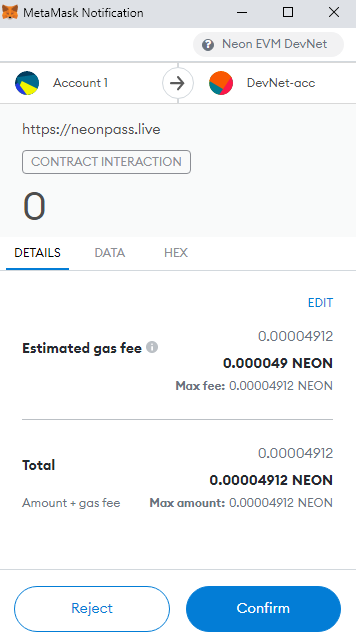 MetaMask Notification
Neon EVM DevNet
Account 1
DevNet-acc
https://neonpass.live
CONTRACT INTERACTION
0
DETAILS
DATA
HEX
EDIT
0.00004912
Estimated gas fee
0.000049 NEON
Max fee: 0.00004912 NEON
0.00004912
Total
0.00004912 NEON
Amount + gas fee
Max amount: 0.00004912 NEON
Reject
Confirm